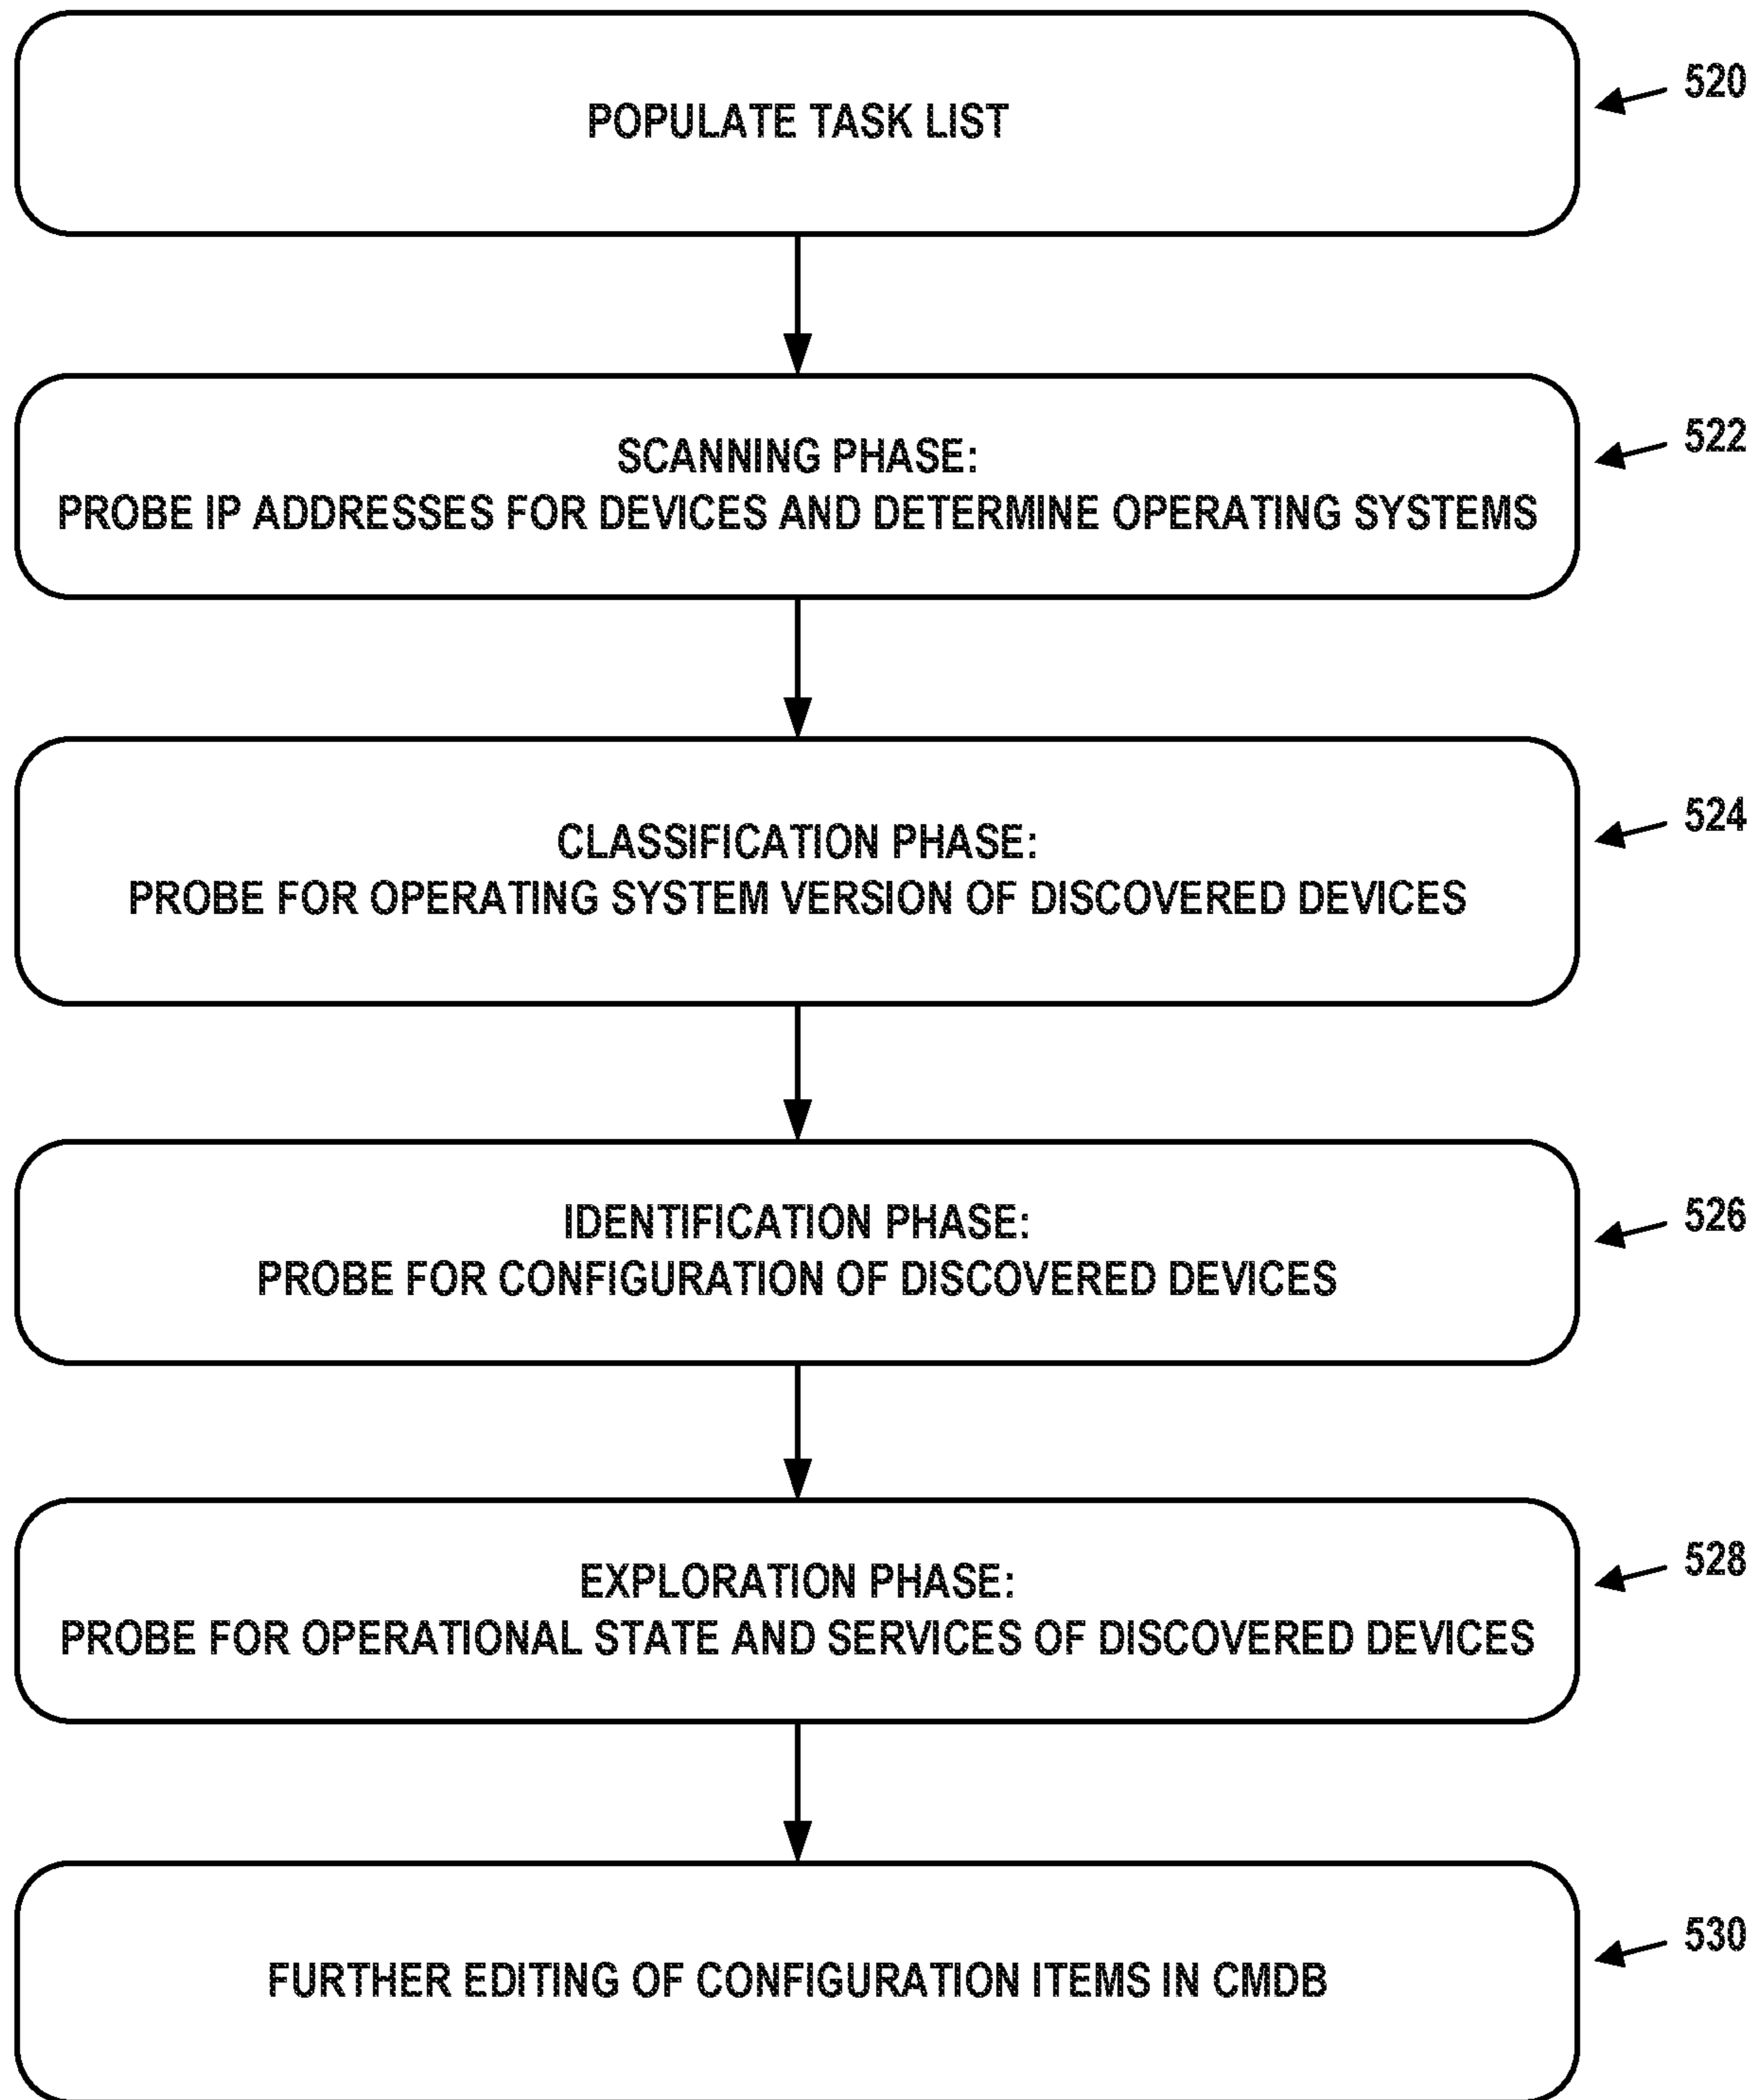 POPULATE TASK LIST
520
SCANNING PHASE:
PROBE IP ADDRESSES FOR DEVICES AND DETERMINE OPERATING SYSTEMS
522
CLASSIFICATION PHASE:
PROBE FOR OPERATING SYSTEM VERSION OF DISCOVERED DEVICES
524
IDENTIFICATION PHASE:
PROBE FOR CONFIGURATION OF DISCOVERED DEVICES
526
EXPLORATION PHASE:
PROBE FOR OPERATIONAL STATE AND SERVICES OF DISCOVERED DEVICES
528
FURTHER EDITING OF CONFIGURATION ITEMS IN CMDB
530